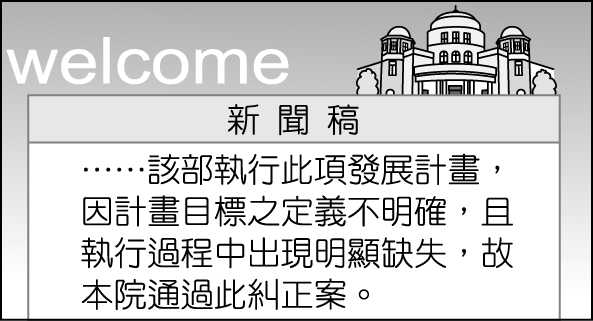 welcome
新聞稿
……該部執行此項發展計畫，
因計畫目標之定義不明確，且
執行過程中出現明顯缺失，故
本院通過此糾正案。